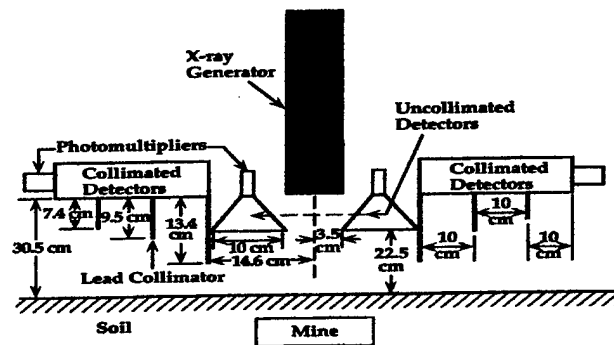 X-ray
Generator
Uncollimated
Detectors
Photomultipliers
Collimated
Detectors
Collimated
Detectors
7.4 cm
9.5 cm
13.4
cm
10 cm
14.6 cm
3.5
cm
30.5 cm
22.5
cm
10
cm
10
cm
10
cm
Lead Collimator
Soil
Mine